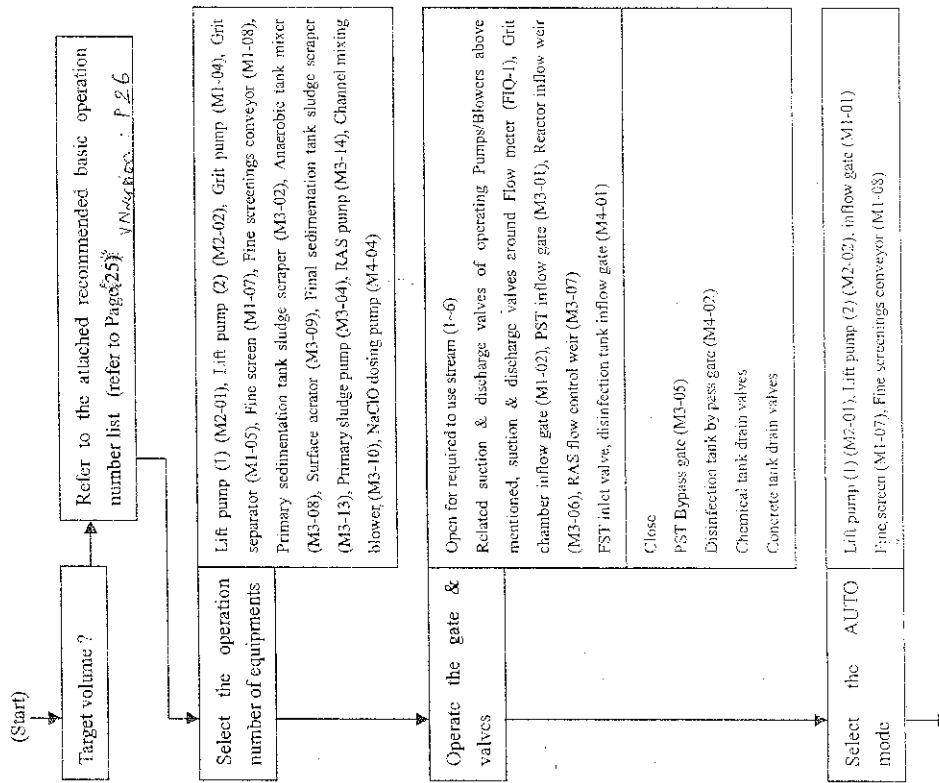 (Start)
Target volume ?
Refer to the attached recommended basic operation
number list (refer to Page 25)
: P26
Select the operation
number of equipments
Lift pump (1) (M2-01), Lift pump (2) (M2-02), Grit pump (M1-04), Grit
separator (M1-05), Fine screen (M1-07), Fine screenings conveyor (M1-08),
Primary sedimentation tank sludge scraper (M3-02), Anaerobic tank mixer
(M3-08), Surface aerator (M3-09), Final sedimentation tank sludge scraper
(M3-13), Primary sludge pump (M3-04), RAS pump (M3-14), Channel mixing
blower, (M3-10), NaClO dosing pump (M4-04)
Operate the gate &
valves
Open for required to use stream (1~6)
Related suction & discharge valves of operating Pumps/Blowers above
mentioned, suction & discharge valves around Flow meter (FIQ-1), Grit
chamber inflow gate (M1-02), PST inflow gate (M3-01), Reactor inflow weir
(M3-06), RAS flow control weir (M3-07)
FST inlet valve, disinfection tank inflow gate (M4-01)
Close
PST Bypass gate (M3-05)
Disinfection tank by pass gate (M4-02)
Chemical tank drain valves
Concrete tank drain valves
Select the AUTO
mode
Lift pump (1) (M2-01), Lift pump (2) (M2-02), inflow gate (M1-01)
Fine screen (M1-07), Fine screenings conveyor (M1-08)